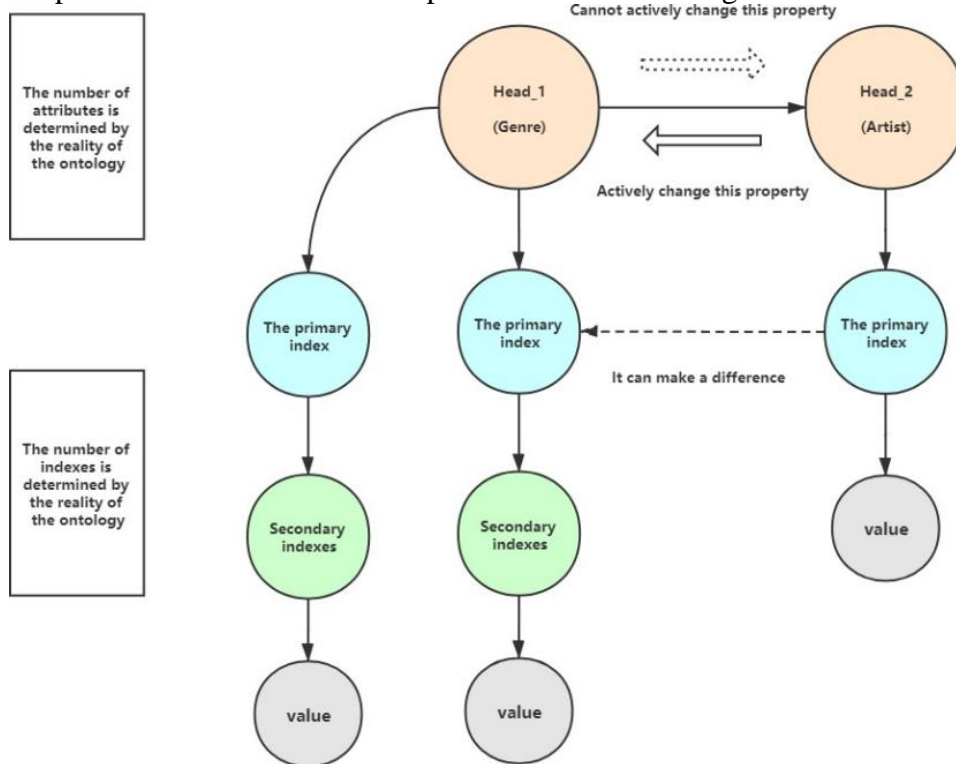 Cannot actively change this property
The number of
attributes is
determined by
the reality of
the ontology
Head_1
(Genre)
Head_2
(Artist)
Actively change this property
The primary
index
The primary
index
The primary
index
It can make a difference
The number of
indexes is
determined by
the reality of
the ontology
Secondary
indexes
Secondary
indexes
value
value
value